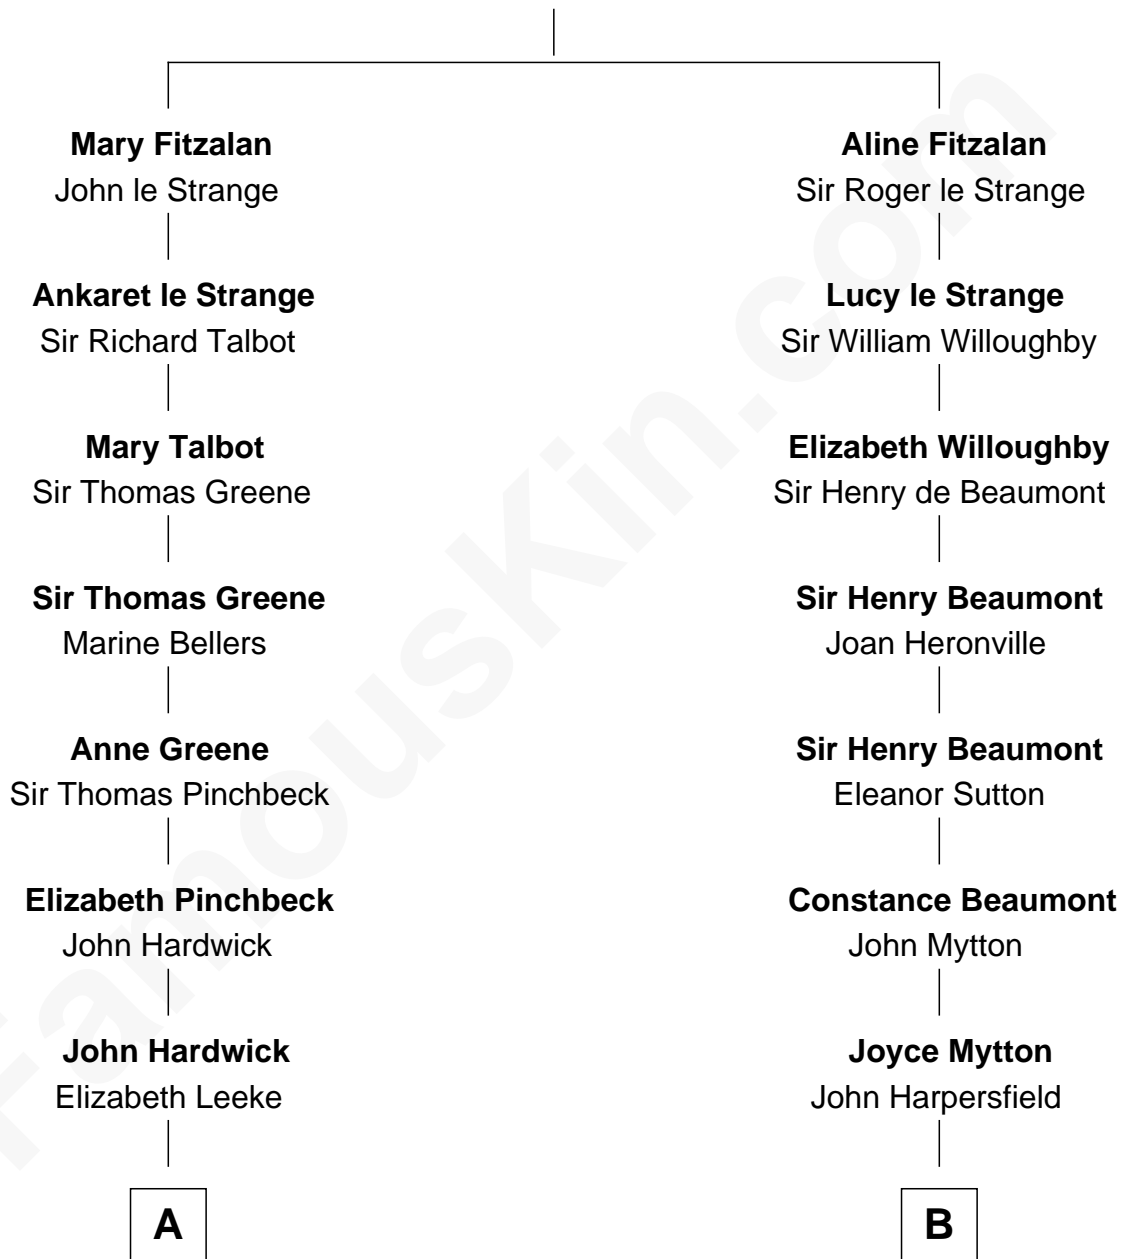 Mary Fitzalan
John le Strange
Aline Fitzalan
Sir Roger le Strange
Ankaret le Strange
Sir Richard Talbot
Lucy le Strange
Sir William Willoughby
Mary Talbot
Sir Thomas Greene
Elizabeth Willoughby
Sir Henry de Beaumont
Sir Thomas Greene
Marine Bellers
Sir Henry Beaumont
Joan Heronville
Anne Greene
Sir Thomas Pinchbeck
Sir Henry Beaumont
Eleanor Sutton
Elizabeth Pinchbeck
John Hardwick
Constance Beaumont
John Mytton
John Hardwick
Elizabeth Leeke
Joyce Mytton
John Harpersfield
A
B
FamousKin.com